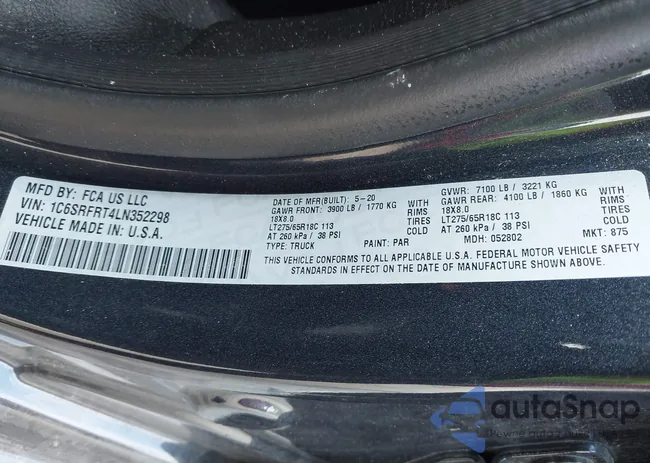 MFD BY: FCA US LLC
VIN: 1C6SRFRT4LN352298
VEHICLE MADE IN: U.S.A.
DATE OF MFR(BUILT): 5-20
GAWR FRONT: 3900 LB / 1770 KG
18X8.0 RIMS
LT275/65R18C 113 TIRES
AT 260 kPa / 38 PSI COLD
TYPE: TRUCK PAINT: PAR
GVWR: 7100 LB / 3221 KG
GAWR REAR: 4100 LB / 1860 KG
18X8.0 RIMS
LT275/65R18C 113 TIRES
AT 260 kPa / 38 PSI COLD
MDH: 052802 MKT: 875
THIS VEHICLE CONFORMS TO ALL APPLICABLE U.S.A. FEDERAL MOTOR VEHICLE SAFETY
STANDARDS IN EFFECT ON THE DATE OF MANUFACTURE SHOWN ABOVE.
autaSnap